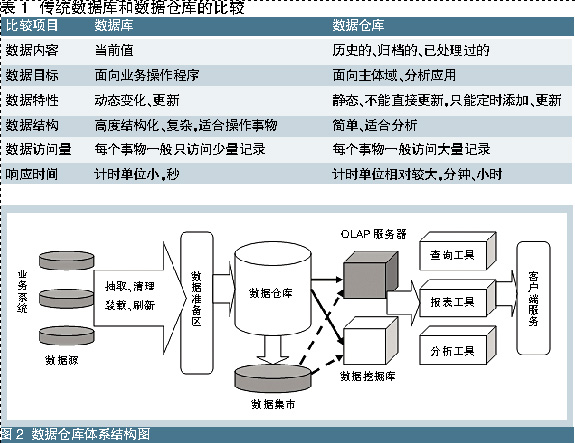 表 1 传统数据库和数据仓库的比较
比较项目 数据库 数据仓库
数据内容 当前值 历史的、归档的、已处理过的
数据目标 面向业务操作程序 面向主体域、分析应用
数据特性 动态变化、更新 静态、不能直接更新，只能定时添加、更新
数据结构 高度结构化、复杂，适合操作事物 简单、适合分析
数据访问量 每个事物一般只访问少量记录 每个事物一般访问大量记录
响应时间 计时单位小，秒 计时单位相对较大，分钟、小时
业务系统
数据源
抽取、清理
装载、刷新
数据准备区
数据仓库
数据集市
OLAP 服务器
数据挖掘库
查询工具
报表工具
分析工具
客户端服务
图 2 数据仓库体系结构图